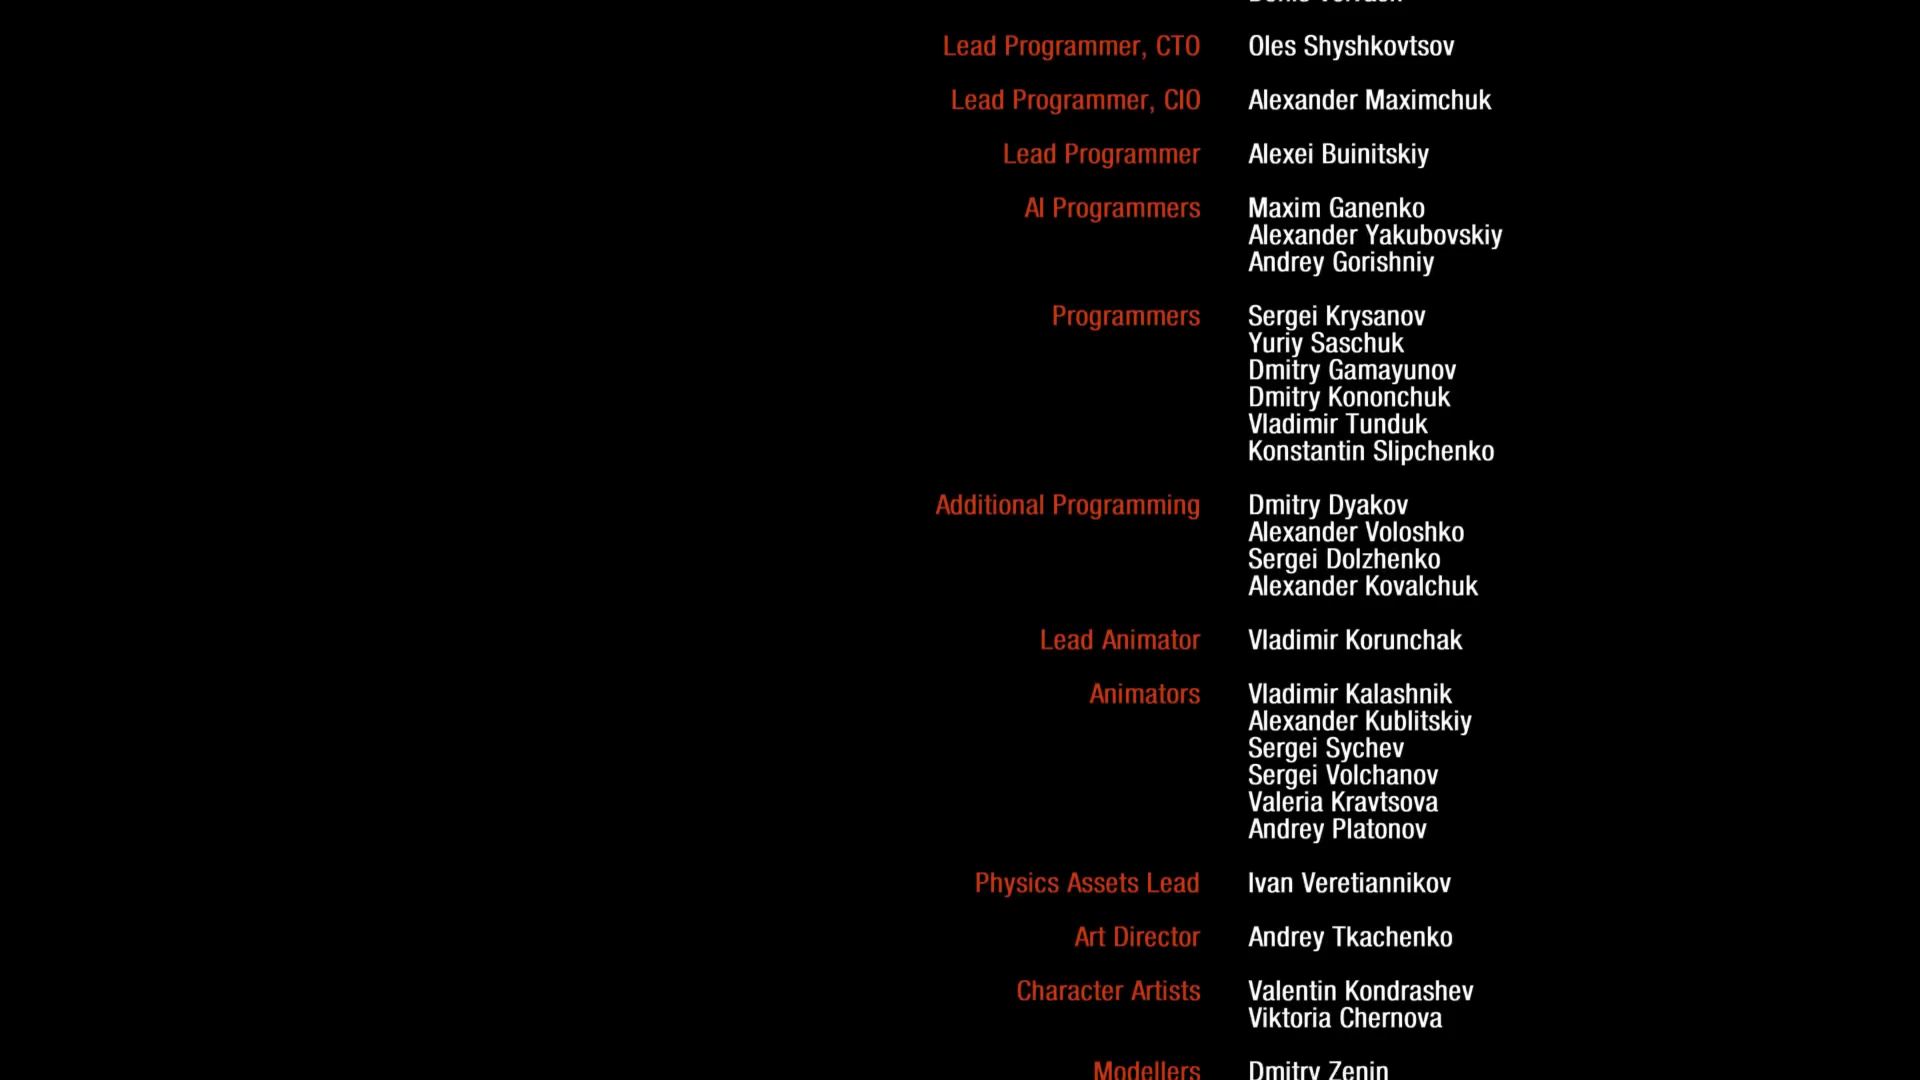 Lead Programmer, CTO Oles Shyshkovtsov
Lead Programmer, CIO Alexander Maximchuk
Lead Programmer Alexei Buinitskiy
AI Programmers Maxim Ganenko
Alexander Yakubovskiy
Andrey Gorishniy
Programmers Sergei Krysanov
Yuriy Saschuk
Dmitry Gamayunov
Dmitry Kononchuk
Vladimir Tunduk
Konstantin Slipchenko
Additional Programming Dmitry Dyakov
Alexander Voloshko
Sergei Dolzhenko
Alexander Kovalchuk
Lead Animator Vladimir Korunchak
Animators Vladimir Kalashnik
Alexander Kublitskiy
Sergei Sychev
Sergei Volchanov
Valeria Kravtsova
Andrey Platonov
Physics Assets Lead Ivan Veretiannikov
Art Director Andrey Tkachenko
Character Artists Valentin Kondrashev
Viktoria Chernova
Modellers Dmitry Zenin